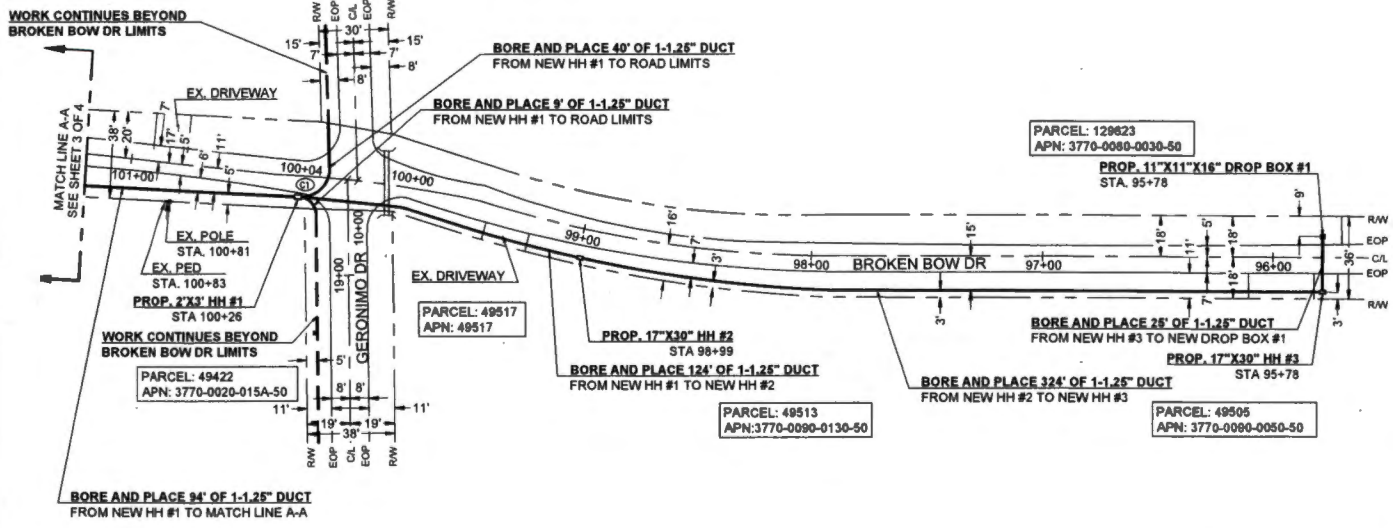 WORK CONTINUES BEYOND
BROKEN BOW DR LIMITS
R/W
EOP
C/L
EOP
R/W
30'
15'
15'
7'
7'
8'
8'
BORE AND PLACE 40' OF 1-1.25" DUCT
FROM NEW HH #1 TO ROAD LIMITS
BORE AND PLACE 9' OF 1-1.25" DUCT
FROM NEW HH #1 TO ROAD LIMITS
MATCH LINE A-A
SEE SHEET 3 OF 4
EX. DRIVEWAY
38'
20'
7'
17'
5'
6'
11'
5'
101+00
100+04
G1
100+00
EX. POLE
STA. 100+81
EX. PED
STA. 100+83
PROP. 2'X3' HH #1
STA 100+26
WORK CONTINUES BEYOND
BROKEN BOW DR LIMITS
PARCEL: 49422
APN: 3770-0020-015A-50
GERONIMO DR
10+00
19+00
5'
8'
8'
11'
11'
19'
19'
38'
R/W
EOP
C/L
EOP
R/W
BORE AND PLACE 94' OF 1-1.25" DUCT
FROM NEW HH #1 TO MATCH LINE A-A
EX. DRIVEWAY
PARCEL: 49517
APN: 49517
99+00
16'
7'
3'
PROP. 17"X30" HH #2
STA 98+99
BORE AND PLACE 124' OF 1-1.25" DUCT
FROM NEW HH #1 TO NEW HH #2
98+00
BROKEN BOW DR
97+00
96+00
15'
3'
18'
11'
5'
18'
18'
7'
9'
36'
3'
PARCEL: 129823
APN: 3770-0080-0030-50
PROP. 11"X11"X16" DROP BOX #1
STA. 95+78
R/W
EOP
C/L
EOP
R/W
BORE AND PLACE 25' OF 1-1.25" DUCT
FROM NEW HH #3 TO NEW DROP BOX #1
PROP. 17"X30" HH #3
STA 95+78
BORE AND PLACE 324' OF 1-1.25" DUCT
FROM NEW HH #2 TO NEW HH #3
PARCEL: 49513
APN:3770-0090-0130-50
PARCEL: 49505
APN: 3770-0090-0050-50